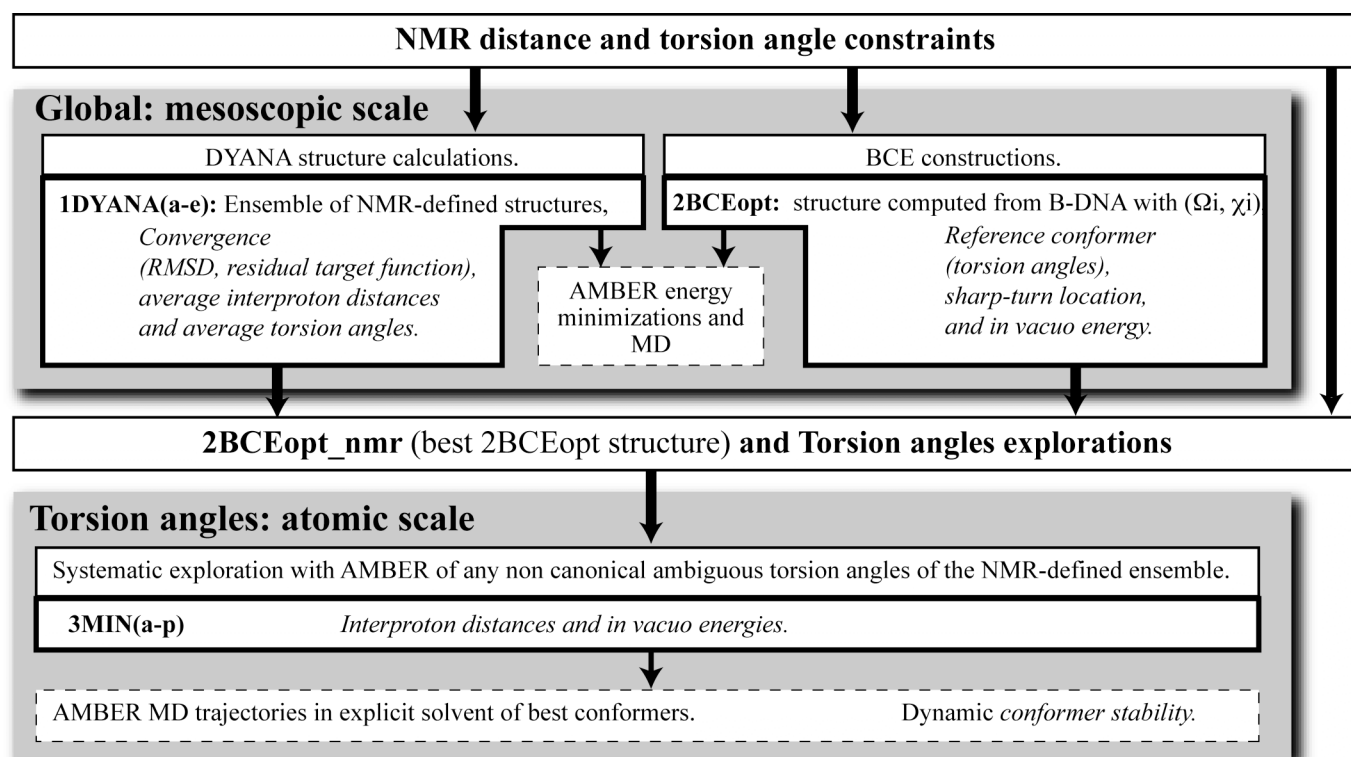 NMR distance and torsion angle constraints
Global: mesoscopic scale
DYANA structure calculations.
1DYANA(a-e): Ensemble of NMR-defined structures,
Convergence
(RMSD, residual target function),
average interproton distances
and average torsion angles.
BCE constructions.
2BCEopt: structure computed from B-DNA with (Ωi, χi),
Reference conformer
(torsion angles),
sharp-turn location,
and in vacuo energy.
AMBER energy
minimizations and
MD
2BCEopt_nmr (best 2BCEopt structure) and Torsion angles explorations
Torsion angles: atomic scale
Systematic exploration with AMBER of any non canonical ambiguous torsion angles of the NMR-defined ensemble.
3MIN(a-p) Interproton distances and in vacuo energies.
AMBER MD trajectories in explicit solvent of best conformers. Dynamic conformer stability.